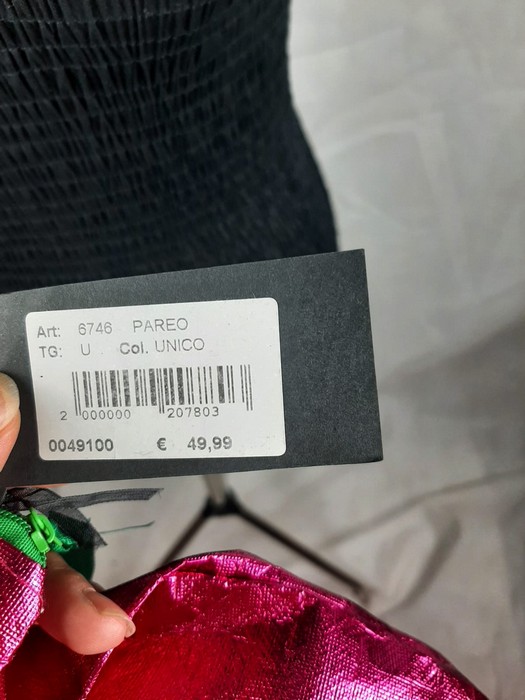 Art: 6746 PAREO
TG: U Col. UNICO
2 000000 207803
0049100 € 49,99